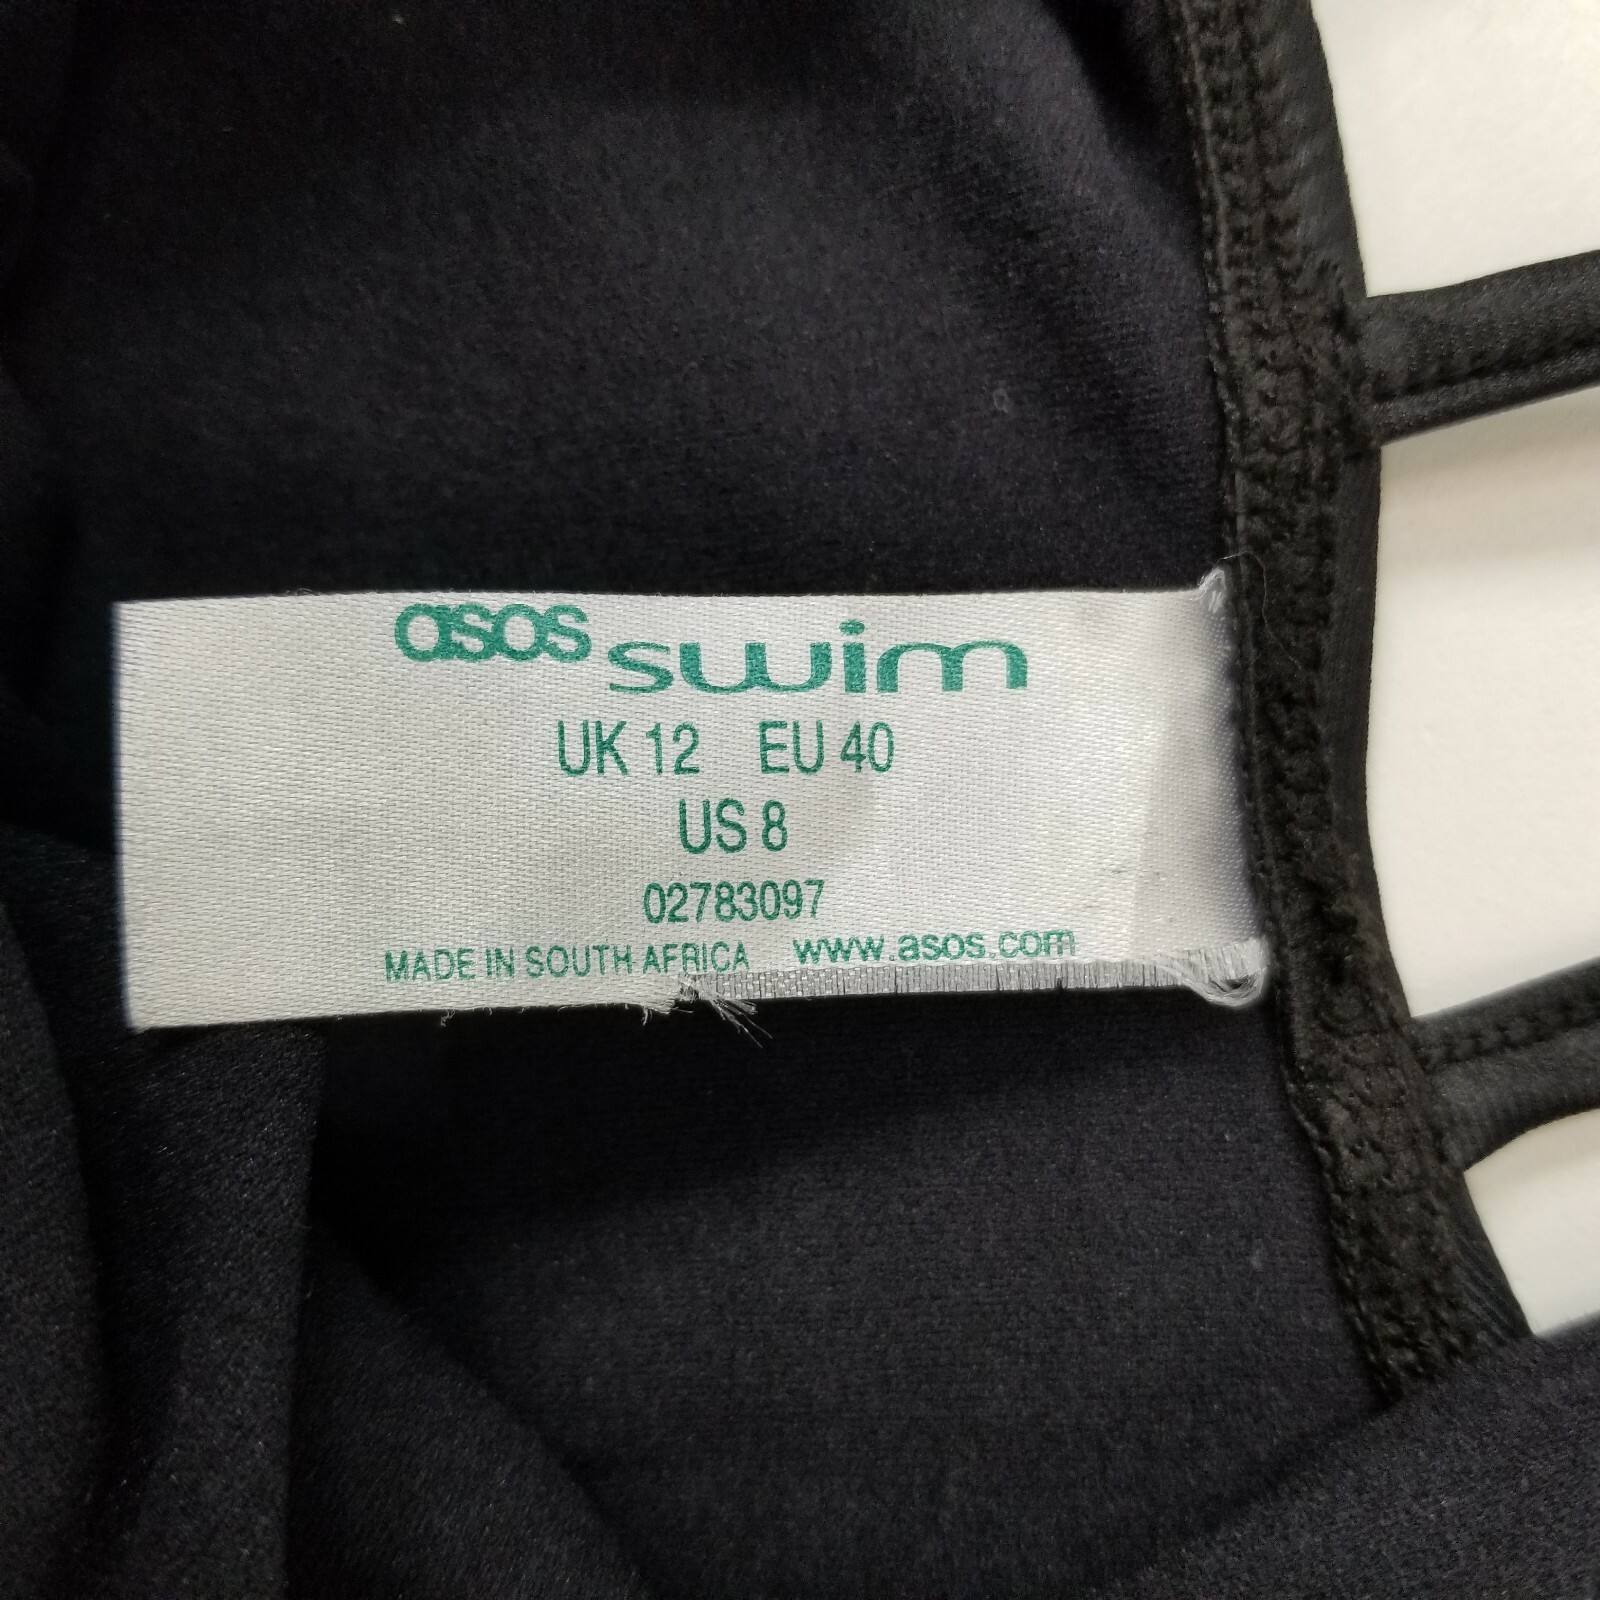 asos swim
UK 12 EU 40
US 8
02783097
MADE IN SOUTH AFRICA www.asos.com